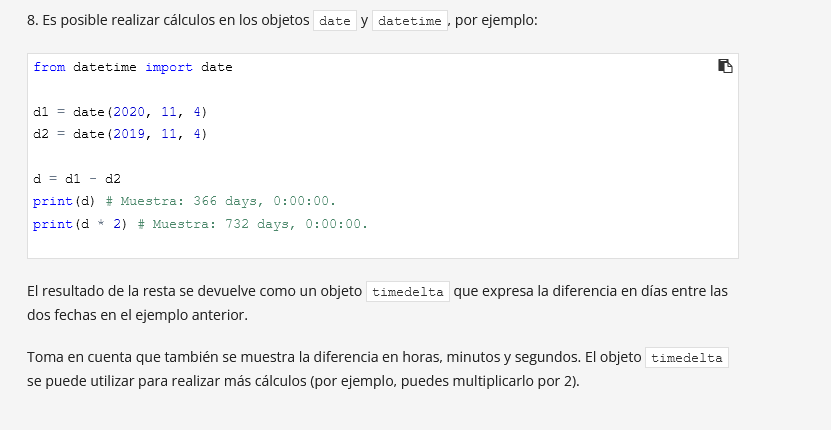 8. Es posible realizar cálculos en los objetos date y datetime, por ejemplo:
from datetime import date
d1 = date(2020, 11, 4)
d2 = date(2019, 11, 4)
d = d1 - d2
print(d) # Muestra: 366 days, 0:00:00.
print(d * 2) # Muestra: 732 days, 0:00:00.
El resultado de la resta se devuelve como un objeto timedelta que expresa la diferencia en días entre las
dos fechas en el ejemplo anterior.
Toma en cuenta que también se muestra la diferencia en horas, minutos y segundos. El objeto timedelta
se puede utilizar para realizar más cálculos (por ejemplo, puedes multiplicarlo por 2).